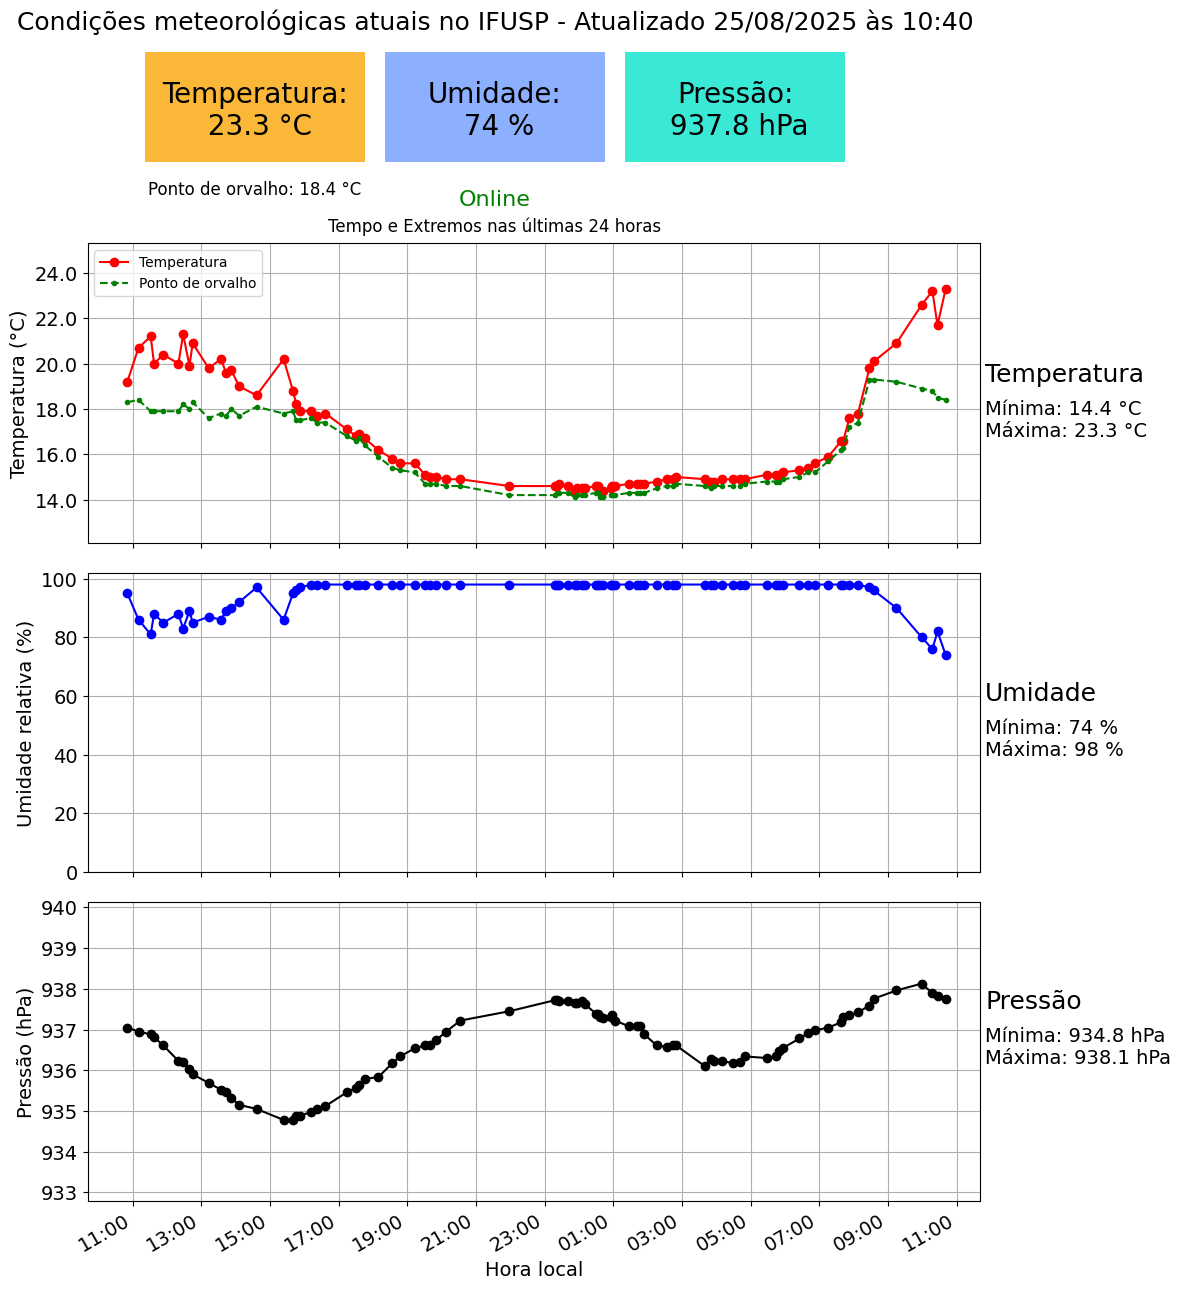 Condições meteorológicas atuais no IFUSP - Atualizado 25/08/2025 às 10:40
Temperatura:
23.3 °C
Umidade:
74 %
Pressão:
937.8 hPa
Ponto de orvalho: 18.4 °C
Online
Tempo e Extremos nas últimas 24 horas
Temperatura
Ponto de orvalho
Temperatura (°C)
24.0
22.0
20.0
18.0
16.0
14.0
Temperatura
Mínima: 14.4 °C
Máxima: 23.3 °C
Umidade relativa (%)
100
80
60
40
20
0
Umidade
Mínima: 74 %
Máxima: 98 %
Pressão (hPa)
940
939
938
937
936
935
934
933
Pressão
Mínima: 934.8 hPa
Máxima: 938.1 hPa
11:00 13:00 15:00 17:00 19:00 21:00 23:00 01:00 03:00 05:00 07:00 09:00 11:00
Hora local